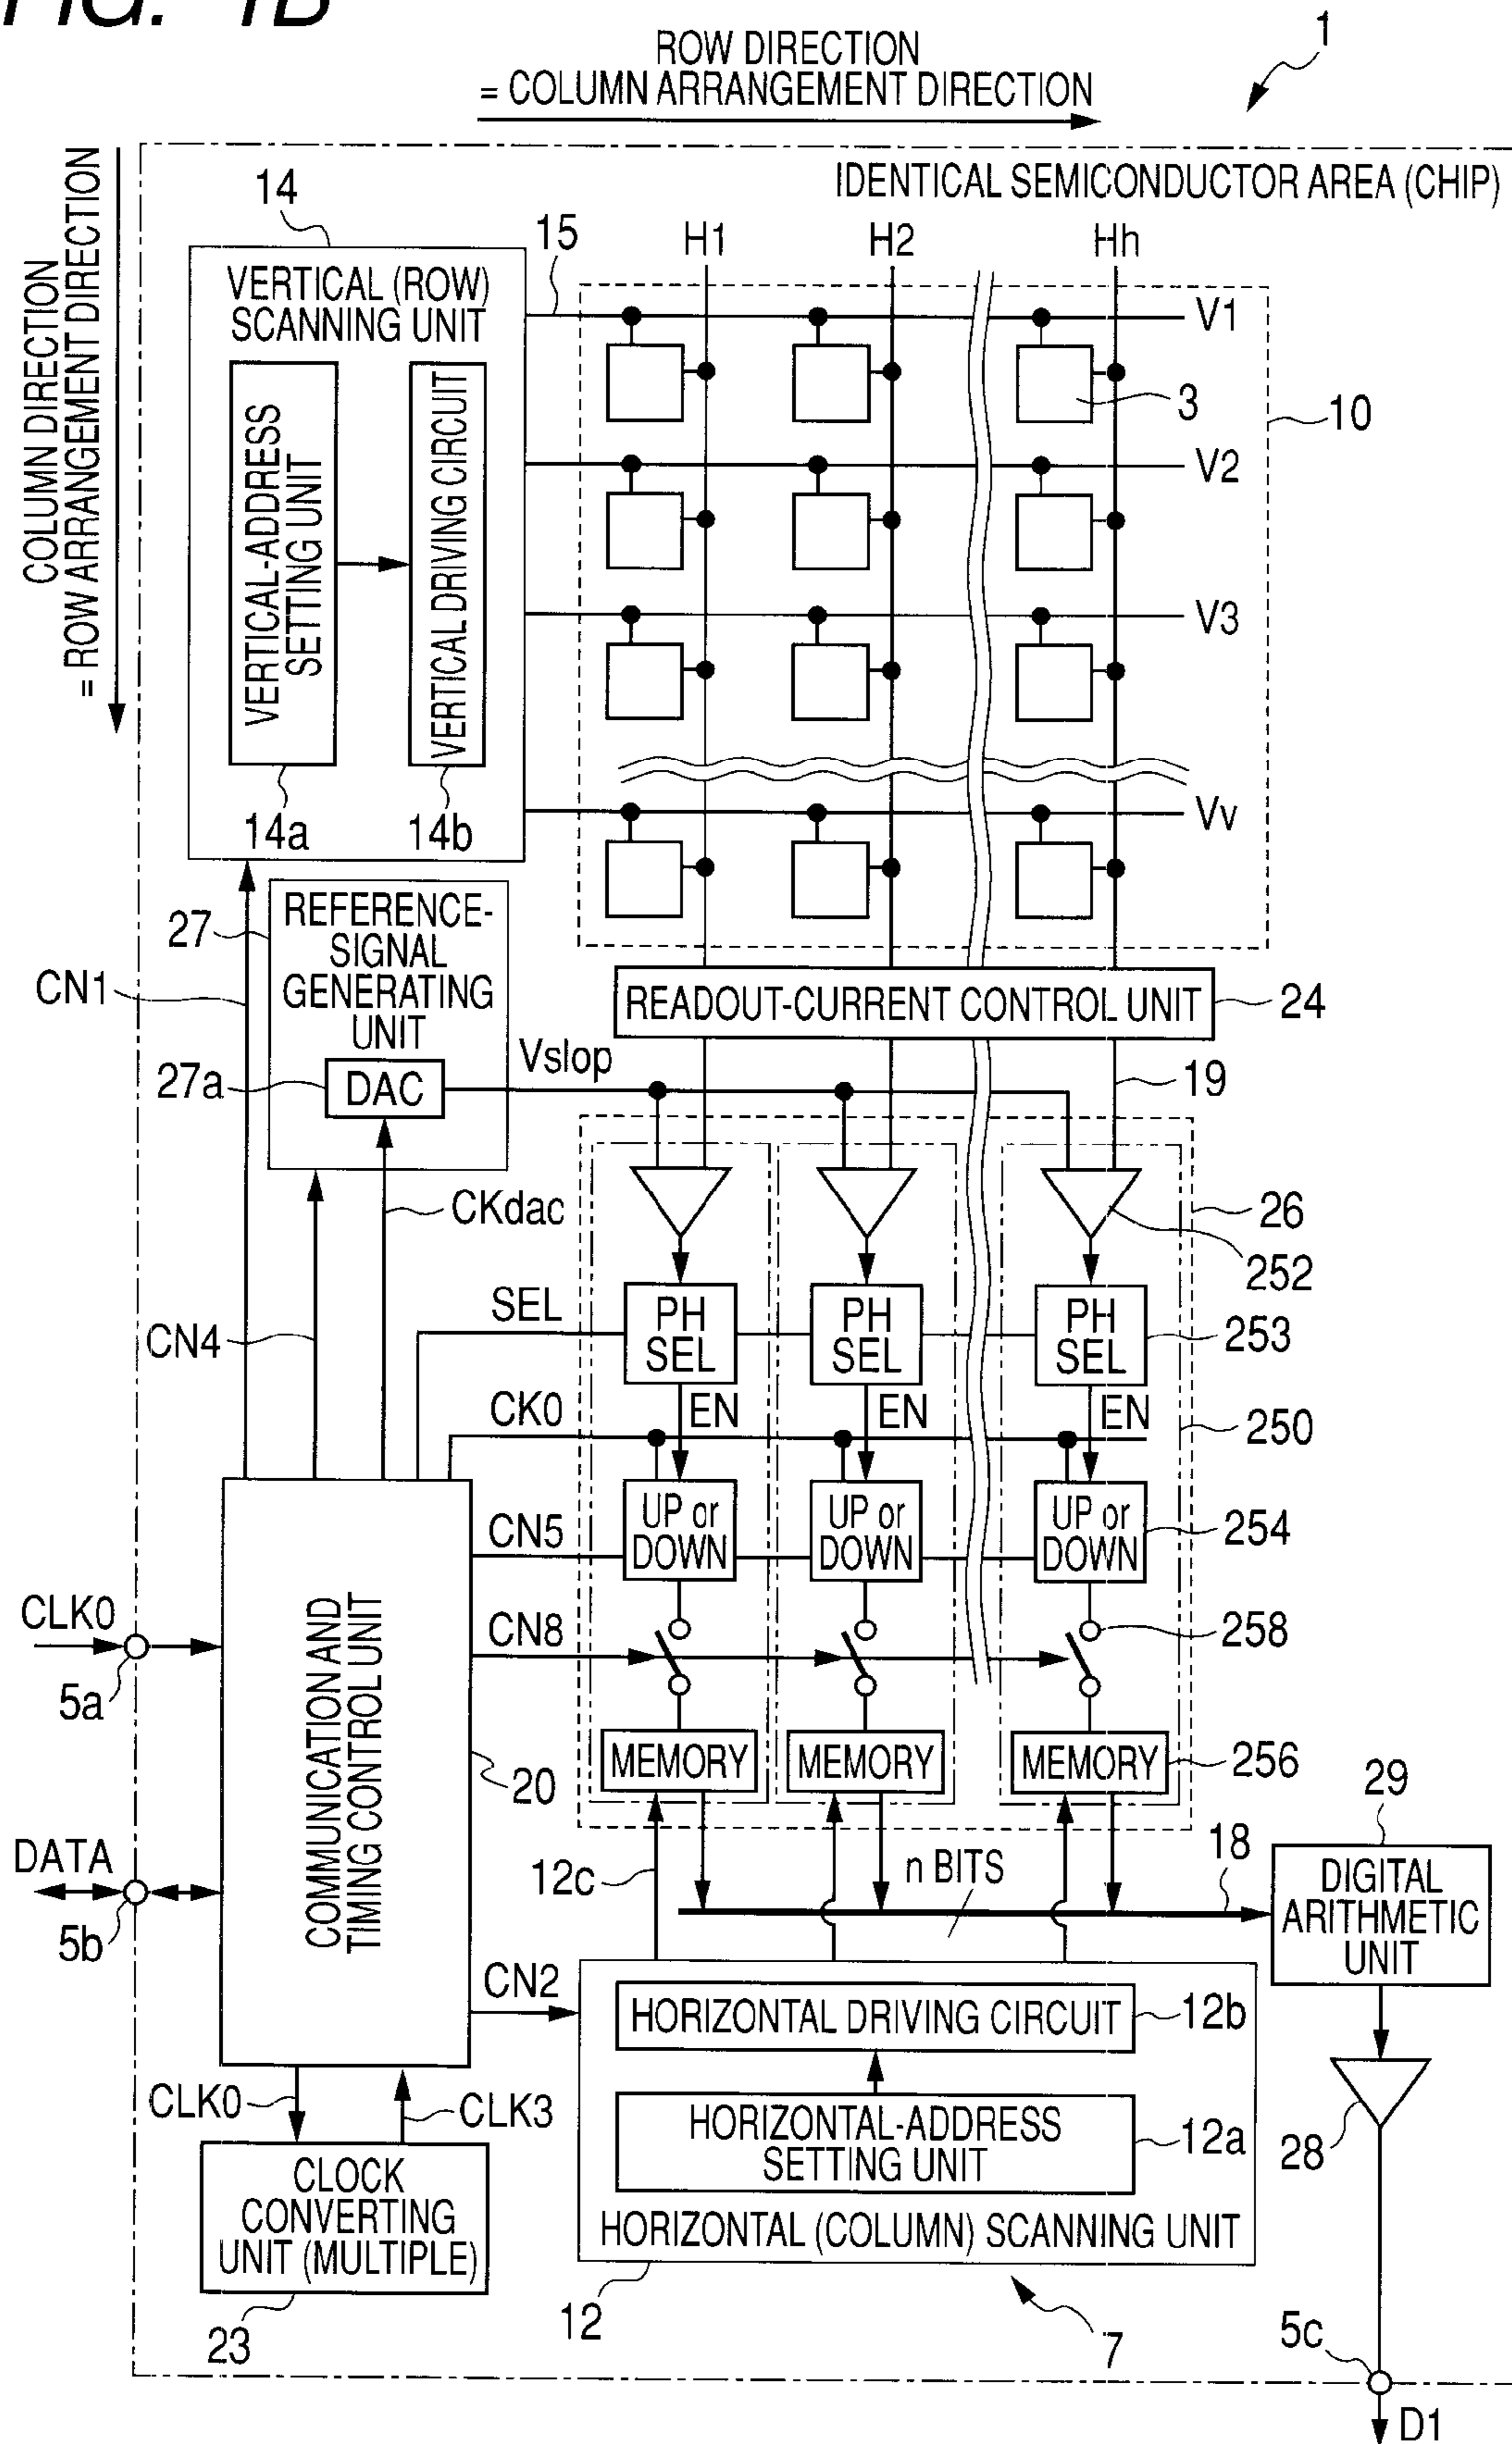 FIG. 1B
ROW DIRECTION
= COLUMN ARRANGEMENT DIRECTION
1
COLUMN DIRECTION
= ROW ARRANGEMENT DIRECTION
IDENTICAL SEMICONDUCTOR AREA (CHIP)
14
15
H1
H2
Hh
VERTICAL (ROW)
SCANNING UNIT
VERTICAL-ADDRESS
SETTING UNIT
VERTICAL DRIVING CIRCUIT
14a
14b
V1
3
10
V2
V3
Vv
27
REFERENCE-
SIGNAL
GENERATING
UNIT
CN1
READOUT-CURRENT CONTROL UNIT
24
Vslop
27a
DAC
19
CKdac
26
252
SEL
PH
SEL
PH
SEL
PH
SEL
253
CN4
CK0
EN
EN
EN
250
CN5
UP or
DOWN
UP or
DOWN
UP or
DOWN
254
CLK0
5a
COMMUNICATION AND
TIMING CONTROL UNIT
CN8
258
20
MEMORY
MEMORY
MEMORY
256
29
DATA
5b
12c
n BITS
18
DIGITAL
ARITHMETIC
UNIT
CN2
HORIZONTAL DRIVING CIRCUIT
12b
CLK0
CLK3
HORIZONTAL-ADDRESS
SETTING UNIT
12a
28
CLOCK
CONVERTING
UNIT (MULTIPLE)
HORIZONTAL (COLUMN) SCANNING UNIT
23
12
7
5c
D1